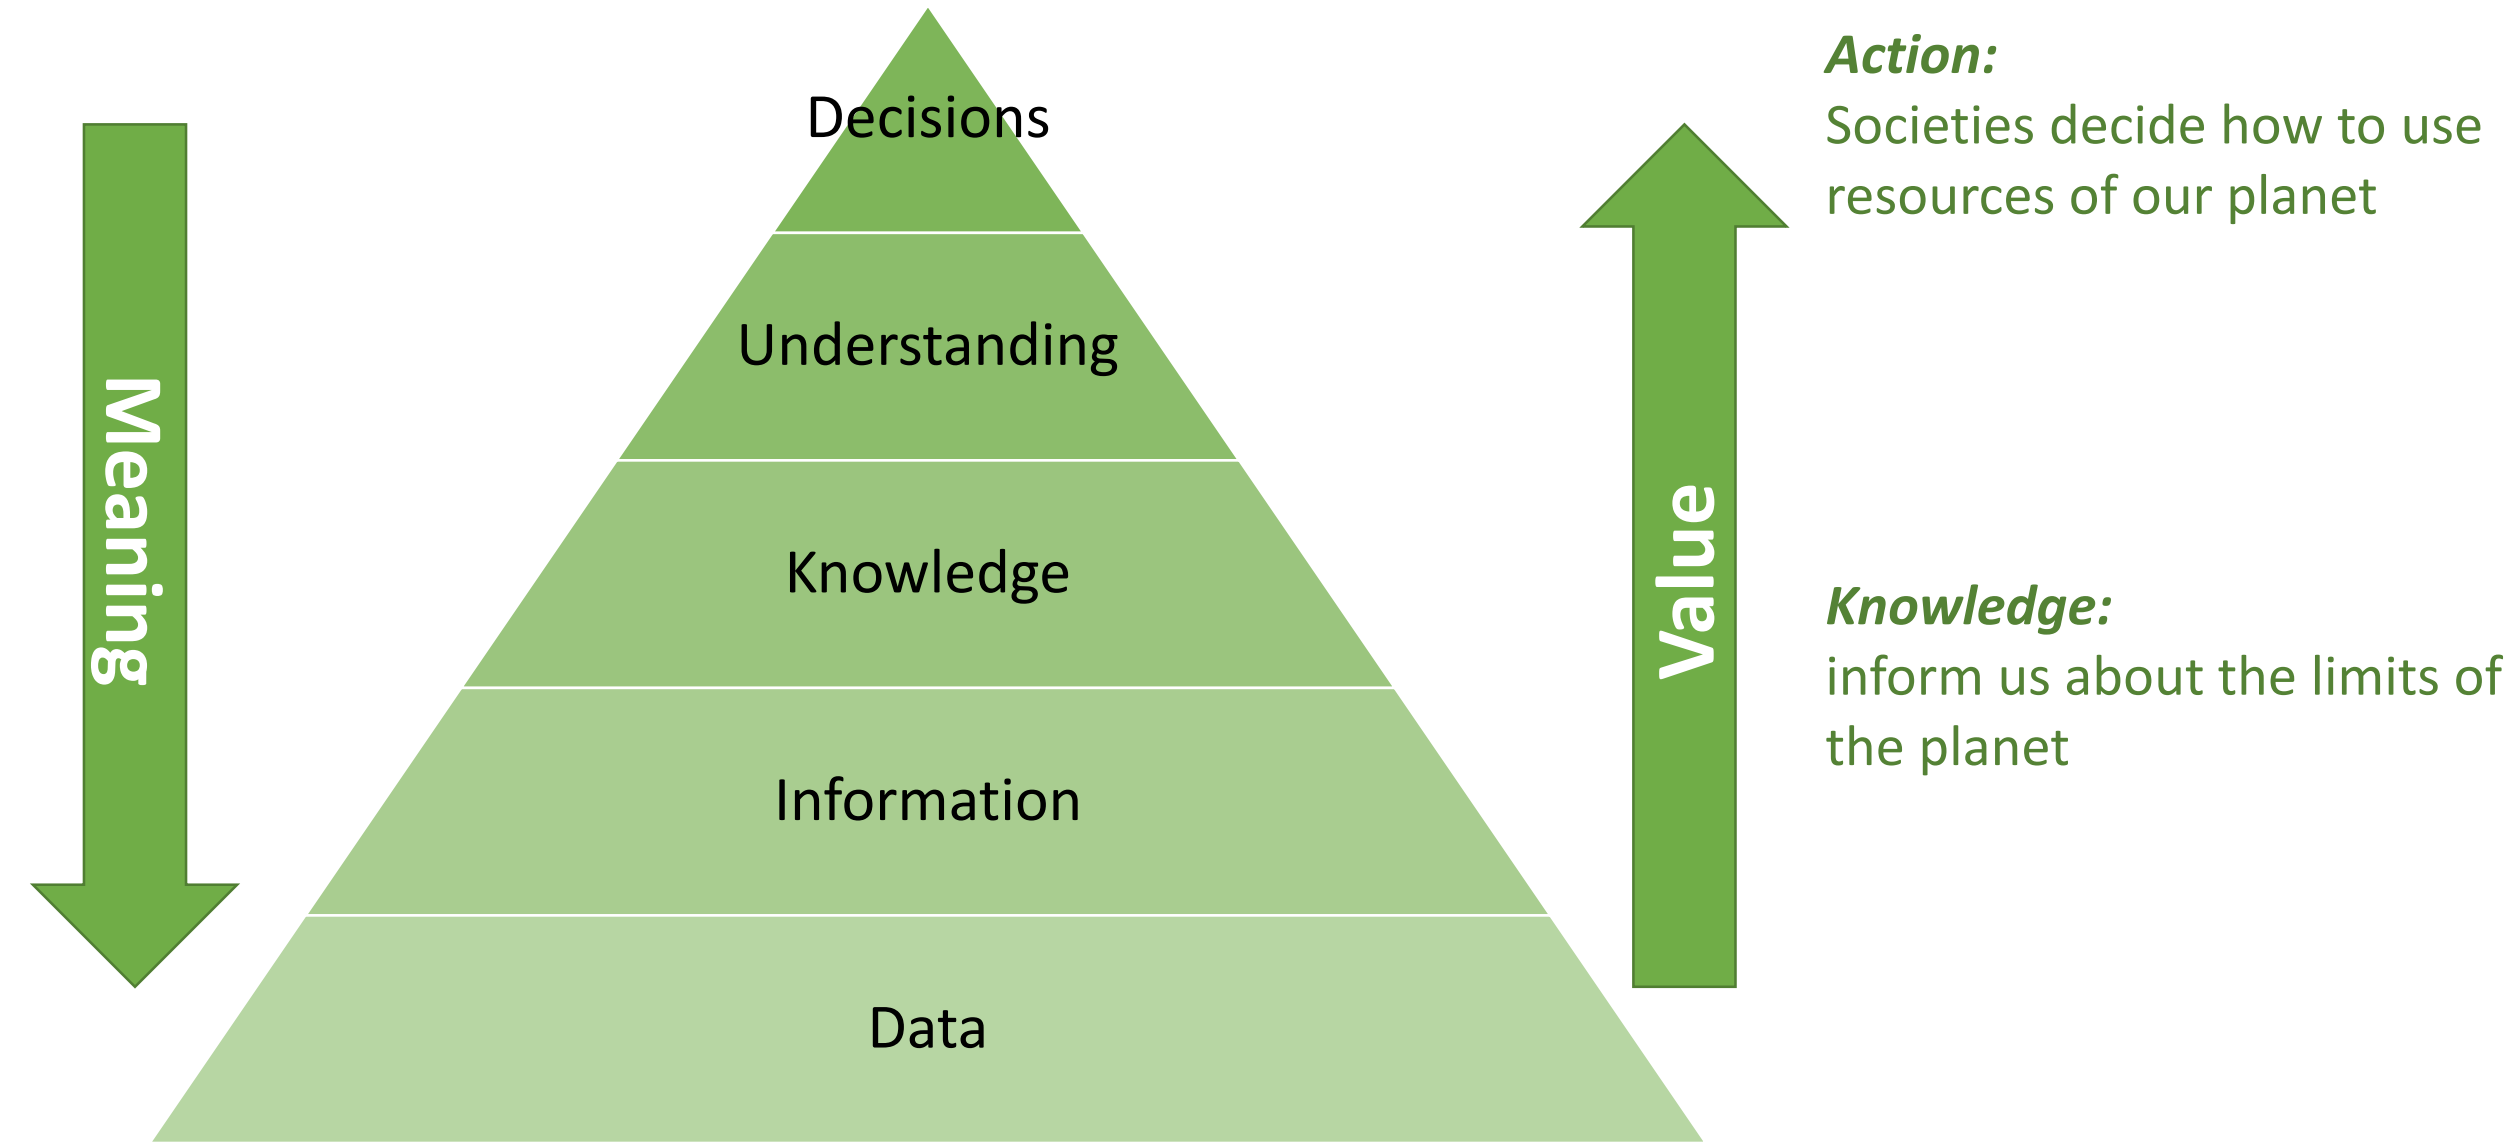 Meaning
Decisions
Understanding
Knowledge
Information
Data
Value
Action:
Societies decide how to use
resources of our planet
Knowledge:
inform us about the limits of
the planet